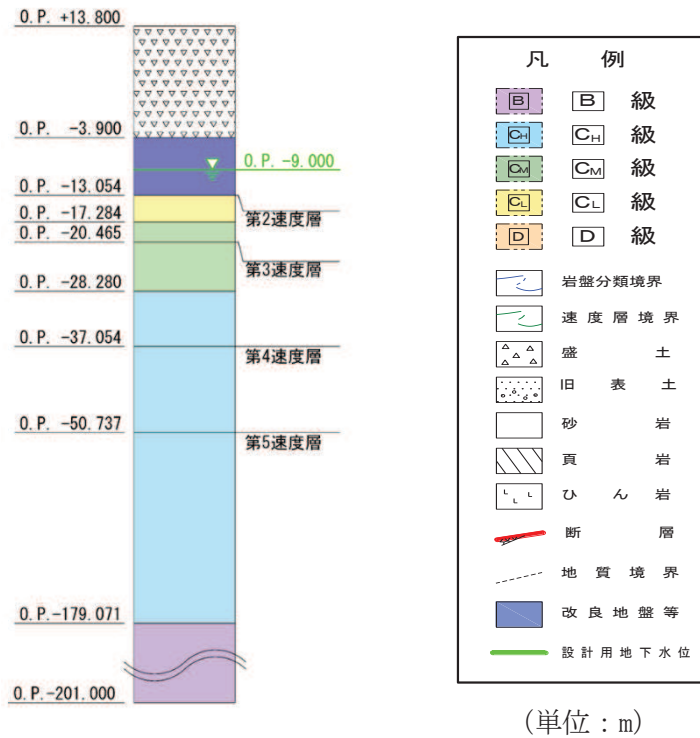 O.P. +13.800
O.P. -3.900
O.P. -9.000
O.P. -13.054
O.P. -17.284
第2速度層
O.P. -20.465
第3速度層
O.P. -28.280
O.P. -37.054
第4速度層
O.P. -50.737
第5速度層
O.P.-179.071
O.P.-201.000
凡 例
B B 級
CH CH 級
CM CM 級
CL CL 級
D D 級
岩盤分類境界
速度層境界
盛土
旧表土
砂岩
頁岩
ひん岩
断層
地質境界
改良地盤等
設計用地下水位
(単位:m)